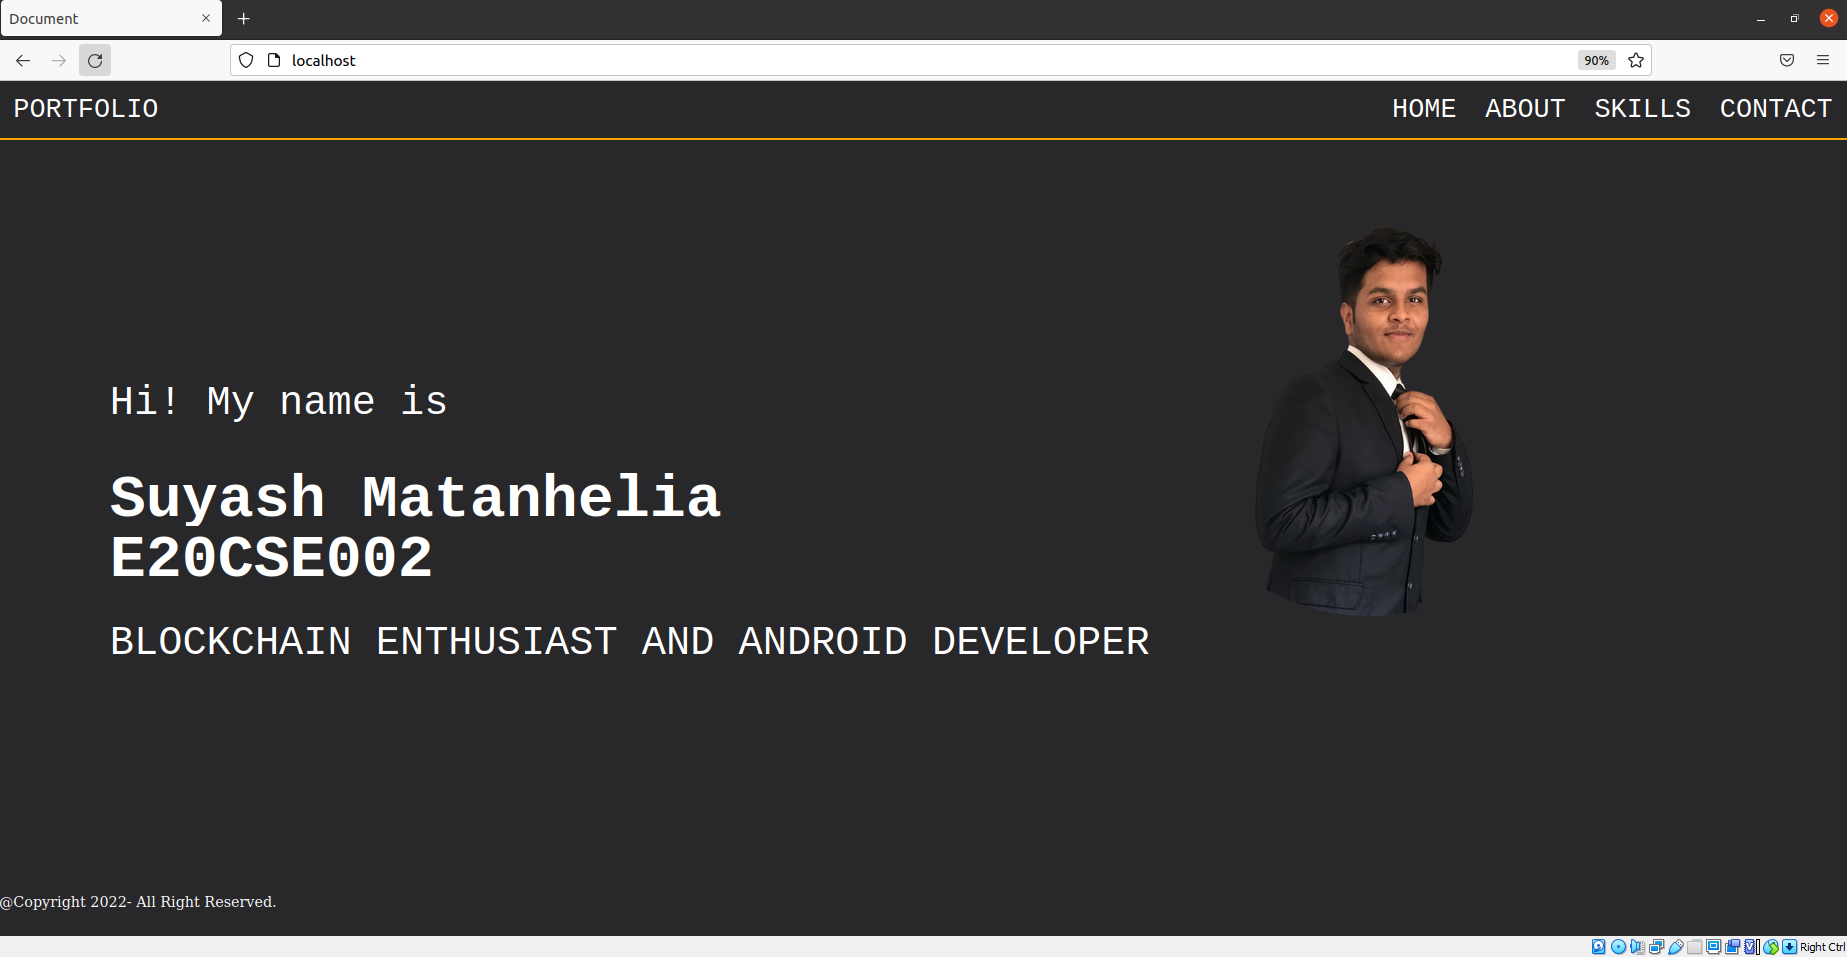 Document
localhost
90%
PORTFOLIO
HOME ABOUT SKILLS CONTACT
Hi! My name is
Suyash Matanhelia
E20CSE002
BLOCKCHAIN ENTHUSIAST AND ANDROID DEVELOPER
@Copyright 2022- All Right Reserved.
Right Ctrl